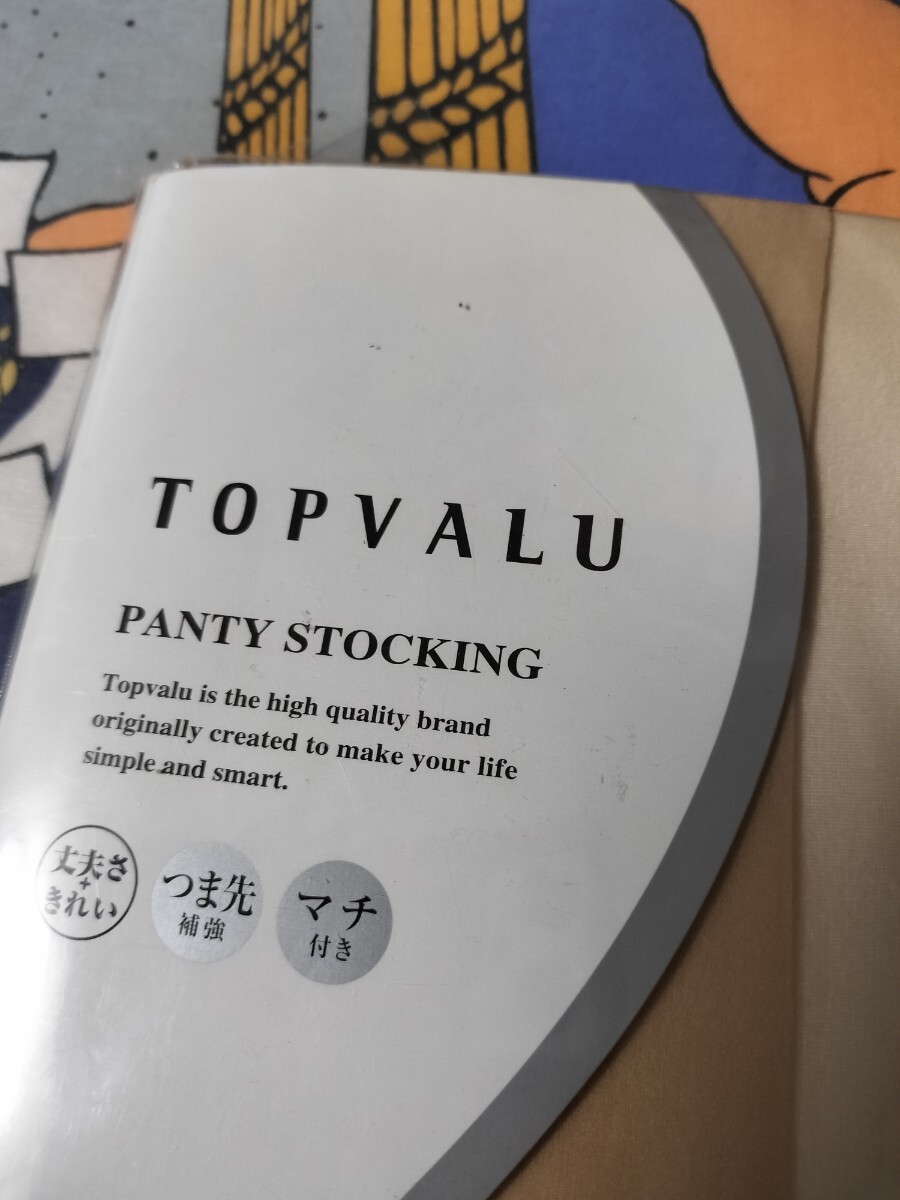 TOPVALU
PANTY STOCKING
Topvalu is the high quality brand
originally created to make your life
simple and smart.
丈夫さ
+
きれい
つま先
補強
マチ
付き